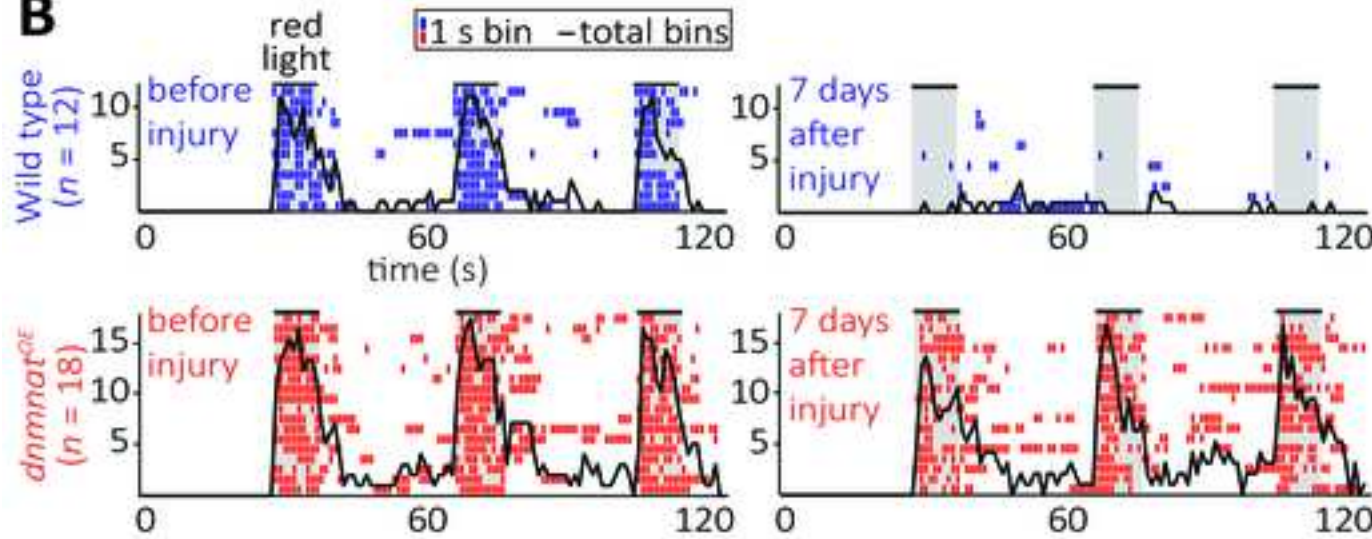 B
red
light
1 s bin –total bins
Wild type
(n = 12)
10
5
before
injury
0 60 120
time (s)
10
5
7 days
after
injury
0 60 120
dnmnatᴼᴱ
(n = 18)
15
10
5
before
injury
0 60 120
15
10
5
7 days
after
injury
0 60 120